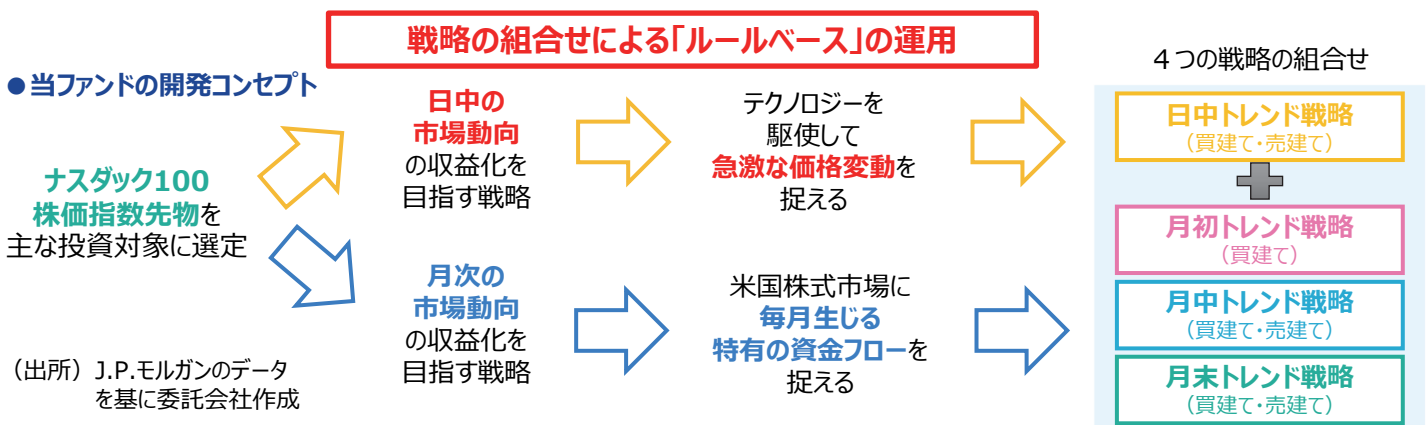 戦略の組合せによる「ルールベース」の運用
●当ファンドの開発コンセプト
ナスダック100
株価指数先物を
主な投資対象に選定
日中の
市場動向
の収益化を
目指す戦略
テクノロジーを
駆使して
急激な価格変動を
捉える
月次の
市場動向
の収益化を
目指す戦略
米国株式市場に
毎月生じる
特有の資金フローを
捉える
4つの戦略の組合せ
日中トレンド戦略
（買建て・売建て）
月初トレンド戦略
（買建て）
月中トレンド戦略
（買建て・売建て）
月末トレンド戦略
（買建て・売建て）
（出所）J.P.モルガンのデータ
を基に委託会社作成